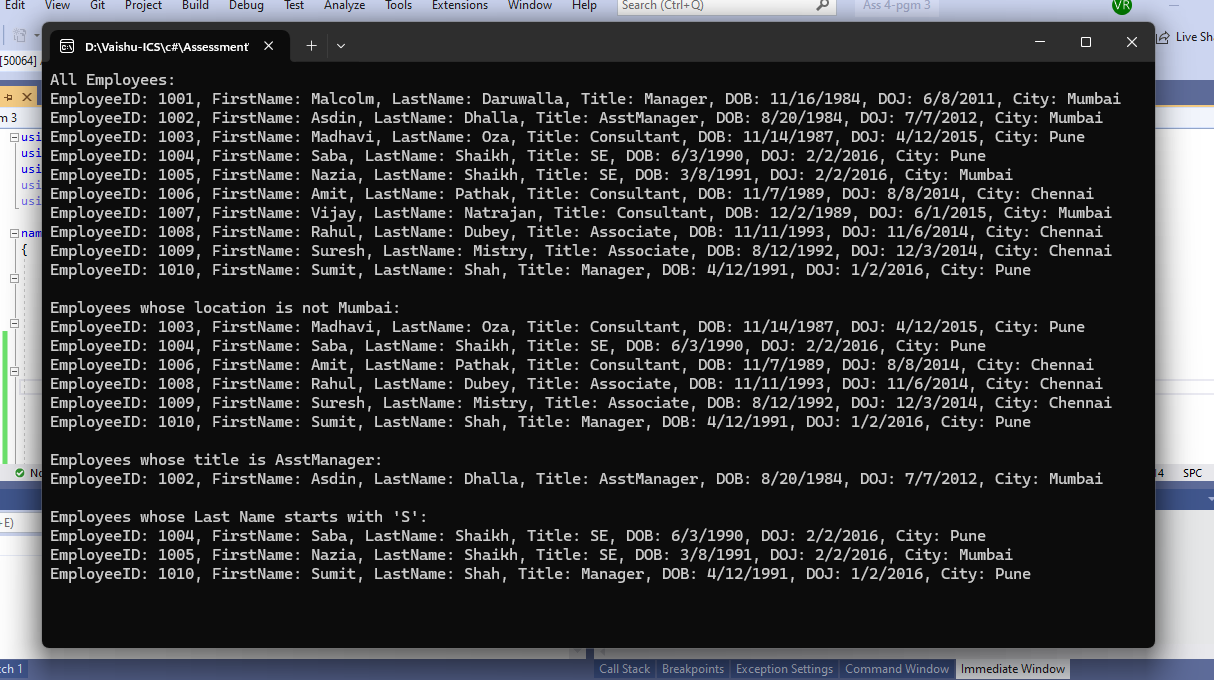 Edit View Git Project Build Debug Test Analyze Tools Extensions Window Help Search (Ctrl+Q) Ass 4-pgm 3 VR
D:\Vaishu-ICS\c#\Assessment
Live Sha
[50064]
m 3
usi
usi
usi
usi
usi
nam
{
All Employees:
EmployeeID: 1001, FirstName: Malcolm, LastName: Daruwalla, Title: Manager, DOB: 11/16/1984, DOJ: 6/8/2011, City: Mumbai
EmployeeID: 1002, FirstName: Asdin, LastName: Dhalla, Title: AsstManager, DOB: 8/20/1984, DOJ: 7/7/2012, City: Mumbai
EmployeeID: 1003, FirstName: Madhavi, LastName: Oza, Title: Consultant, DOB: 11/14/1987, DOJ: 4/12/2015, City: Pune
EmployeeID: 1004, FirstName: Saba, LastName: Shaikh, Title: SE, DOB: 6/3/1990, DOJ: 2/2/2016, City: Pune
EmployeeID: 1005, FirstName: Nazia, LastName: Shaikh, Title: SE, DOB: 3/8/1991, DOJ: 2/2/2016, City: Mumbai
EmployeeID: 1006, FirstName: Amit, LastName: Pathak, Title: Consultant, DOB: 11/7/1989, DOJ: 8/8/2014, City: Chennai
EmployeeID: 1007, FirstName: Vijay, LastName: Natrajan, Title: Consultant, DOB: 12/2/1989, DOJ: 6/1/2015, City: Mumbai
EmployeeID: 1008, FirstName: Rahul, LastName: Dubey, Title: Associate, DOB: 11/11/1993, DOJ: 11/6/2014, City: Chennai
EmployeeID: 1009, FirstName: Suresh, LastName: Mistry, Title: Associate, DOB: 8/12/1992, DOJ: 12/3/2014, City: Chennai
EmployeeID: 1010, FirstName: Sumit, LastName: Shah, Title: Manager, DOB: 4/12/1991, DOJ: 1/2/2016, City: Pune
Employees whose location is not Mumbai:
EmployeeID: 1003, FirstName: Madhavi, LastName: Oza, Title: Consultant, DOB: 11/14/1987, DOJ: 4/12/2015, City: Pune
EmployeeID: 1004, FirstName: Saba, LastName: Shaikh, Title: SE, DOB: 6/3/1990, DOJ: 2/2/2016, City: Pune
EmployeeID: 1006, FirstName: Amit, LastName: Pathak, Title: Consultant, DOB: 11/7/1989, DOJ: 8/8/2014, City: Chennai
EmployeeID: 1008, FirstName: Rahul, LastName: Dubey, Title: Associate, DOB: 11/11/1993, DOJ: 11/6/2014, City: Chennai
EmployeeID: 1009, FirstName: Suresh, LastName: Mistry, Title: Associate, DOB: 8/12/1992, DOJ: 12/3/2014, City: Chennai
EmployeeID: 1010, FirstName: Sumit, LastName: Shah, Title: Manager, DOB: 4/12/1991, DOJ: 1/2/2016, City: Pune
Employees whose title is AsstManager:
EmployeeID: 1002, FirstName: Asdin, LastName: Dhalla, Title: AsstManager, DOB: 8/20/1984, DOJ: 7/7/2012, City: Mumbai
Employees whose Last Name starts with 'S':
EmployeeID: 1004, FirstName: Saba, LastName: Shaikh, Title: SE, DOB: 6/3/1990, DOJ: 2/2/2016, City: Pune
EmployeeID: 1005, FirstName: Nazia, LastName: Shaikh, Title: SE, DOB: 3/8/1991, DOJ: 2/2/2016, City: Mumbai
EmployeeID: 1010, FirstName: Sumit, LastName: Shah, Title: Manager, DOB: 4/12/1991, DOJ: 1/2/2016, City: Pune
No
14 SPC
+E)
tch 1
Call Stack Breakpoints Exception Settings Command Window Immediate Window